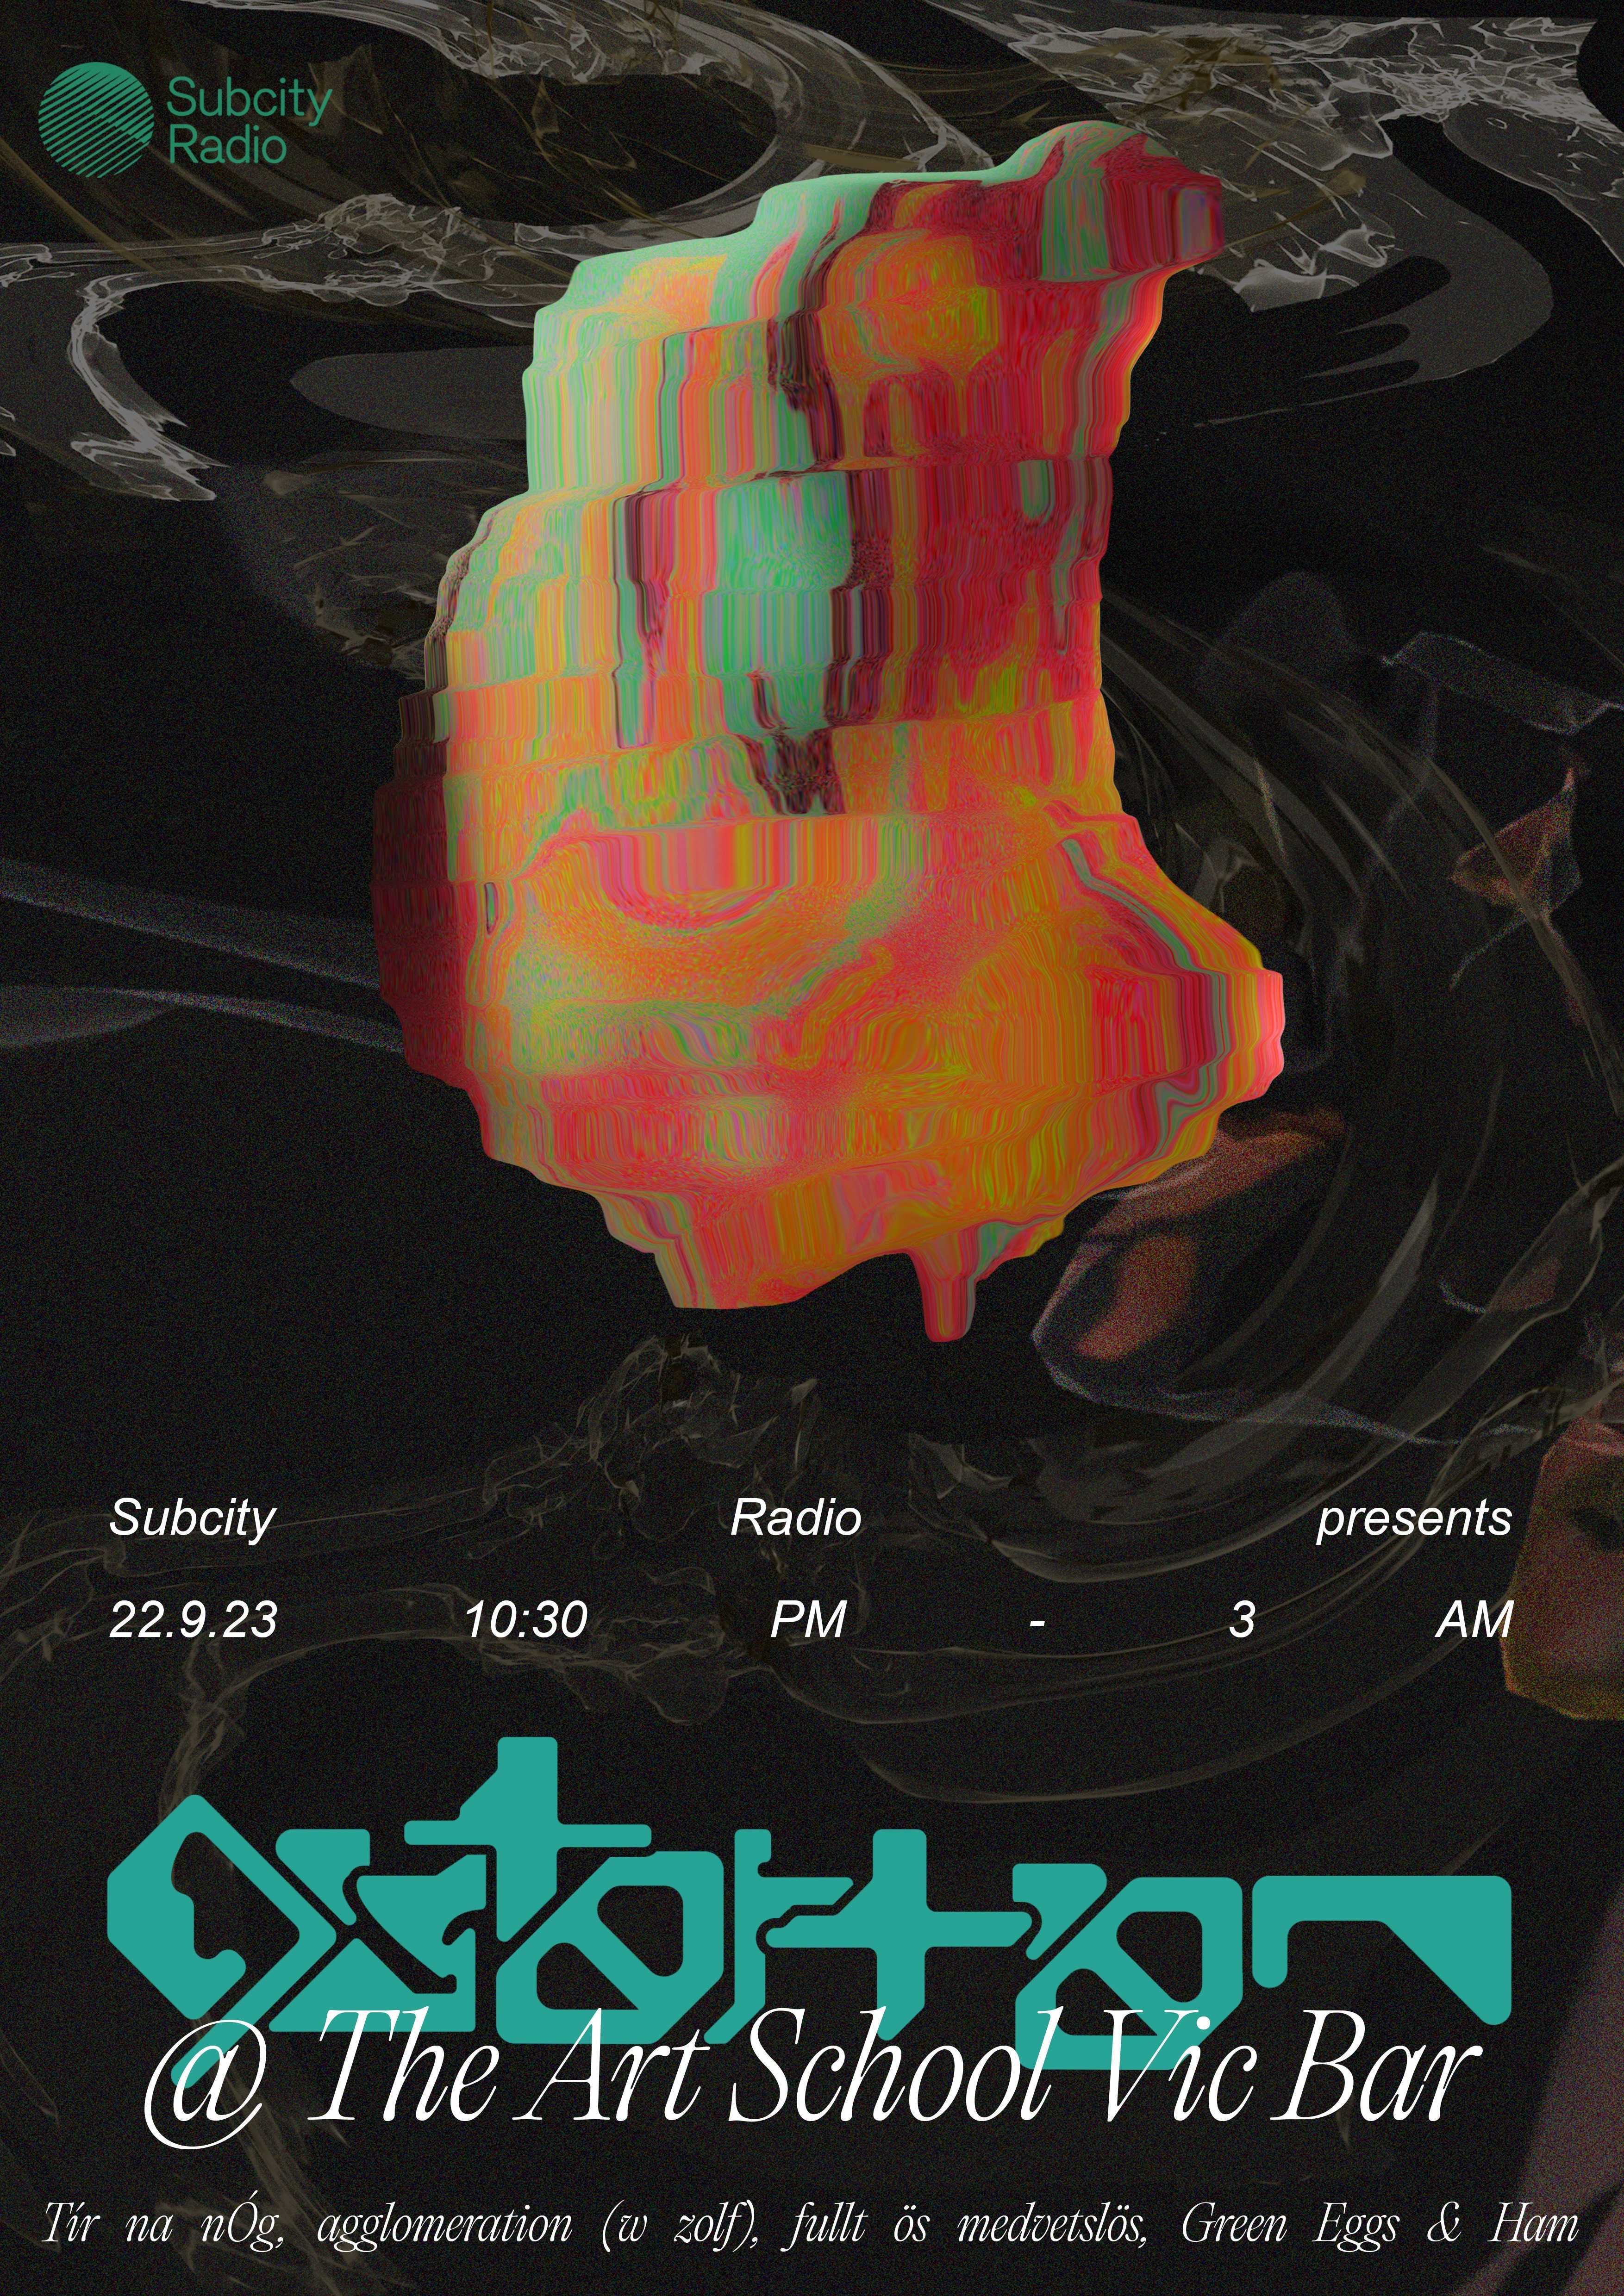 Subcity
Radio
Subcity Radio presents
22.9.23 10:30 PM - 3 AM
@ The Art School Vic Bar
Tír na nÓg, agglomeration (w zolf), fullt ös medvetslös, Green Eggs & Ham